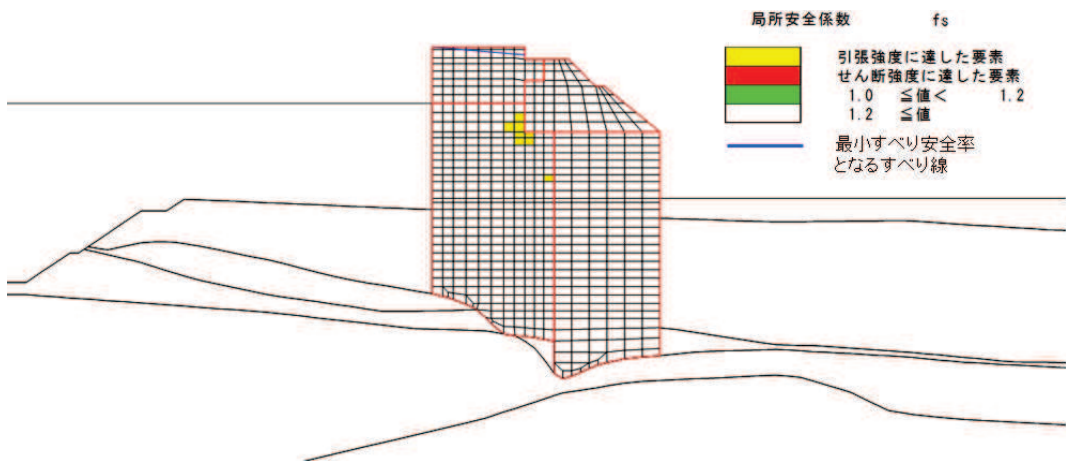 局所安全係数 fs
引張強度に達した要素
せん断強度に達した要素
1.0 ≦値< 1.2
1.2 ≦値
最小すべり安全率
となるすべり線